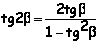 tg2β = 2tgβ / (1 − tg²β)